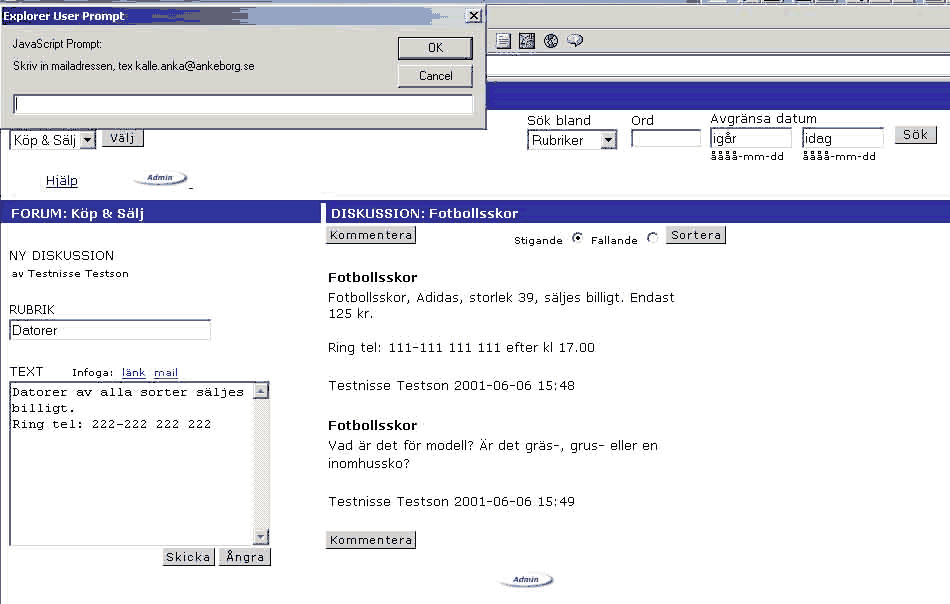 Explorer User Prompt
JavaScript Prompt:
OK
Skriv in mailadressen, tex kalle.anka@ankeborg.se
Cancel
Köp & Sälj
Välj
Sök bland
Ord
Avgränsa datum
Rubriker
igår
idag
Sök
åååå-mm-dd
åååå-mm-dd
Hjälp
Admin
FORUM: Köp & Sälj
NY DISKUSSION
av Testnisse Testson
RUBRIK
Datorer
TEXT Infoga: länk mail
Datorer av alla sorter säljes
billigt.
Ring tel: 222-222 222 222
Skicka Ångra
DISKUSSION: Fotbollsskor
Kommentera
Stigande Fallande Sortera
Fotbollsskor
Fotbollsskor, Adidas, storlek 39, säljes billigt. Endast
125 kr.
Ring tel: 111-111 111 111 efter kl 17.00
Testnisse Testson 2001-06-06 15:48
Fotbollsskor
Vad är det för modell? Är det gräs-, grus- eller en
inomhussko?
Testnisse Testson 2001-06-06 15:49
Kommentera
Admin